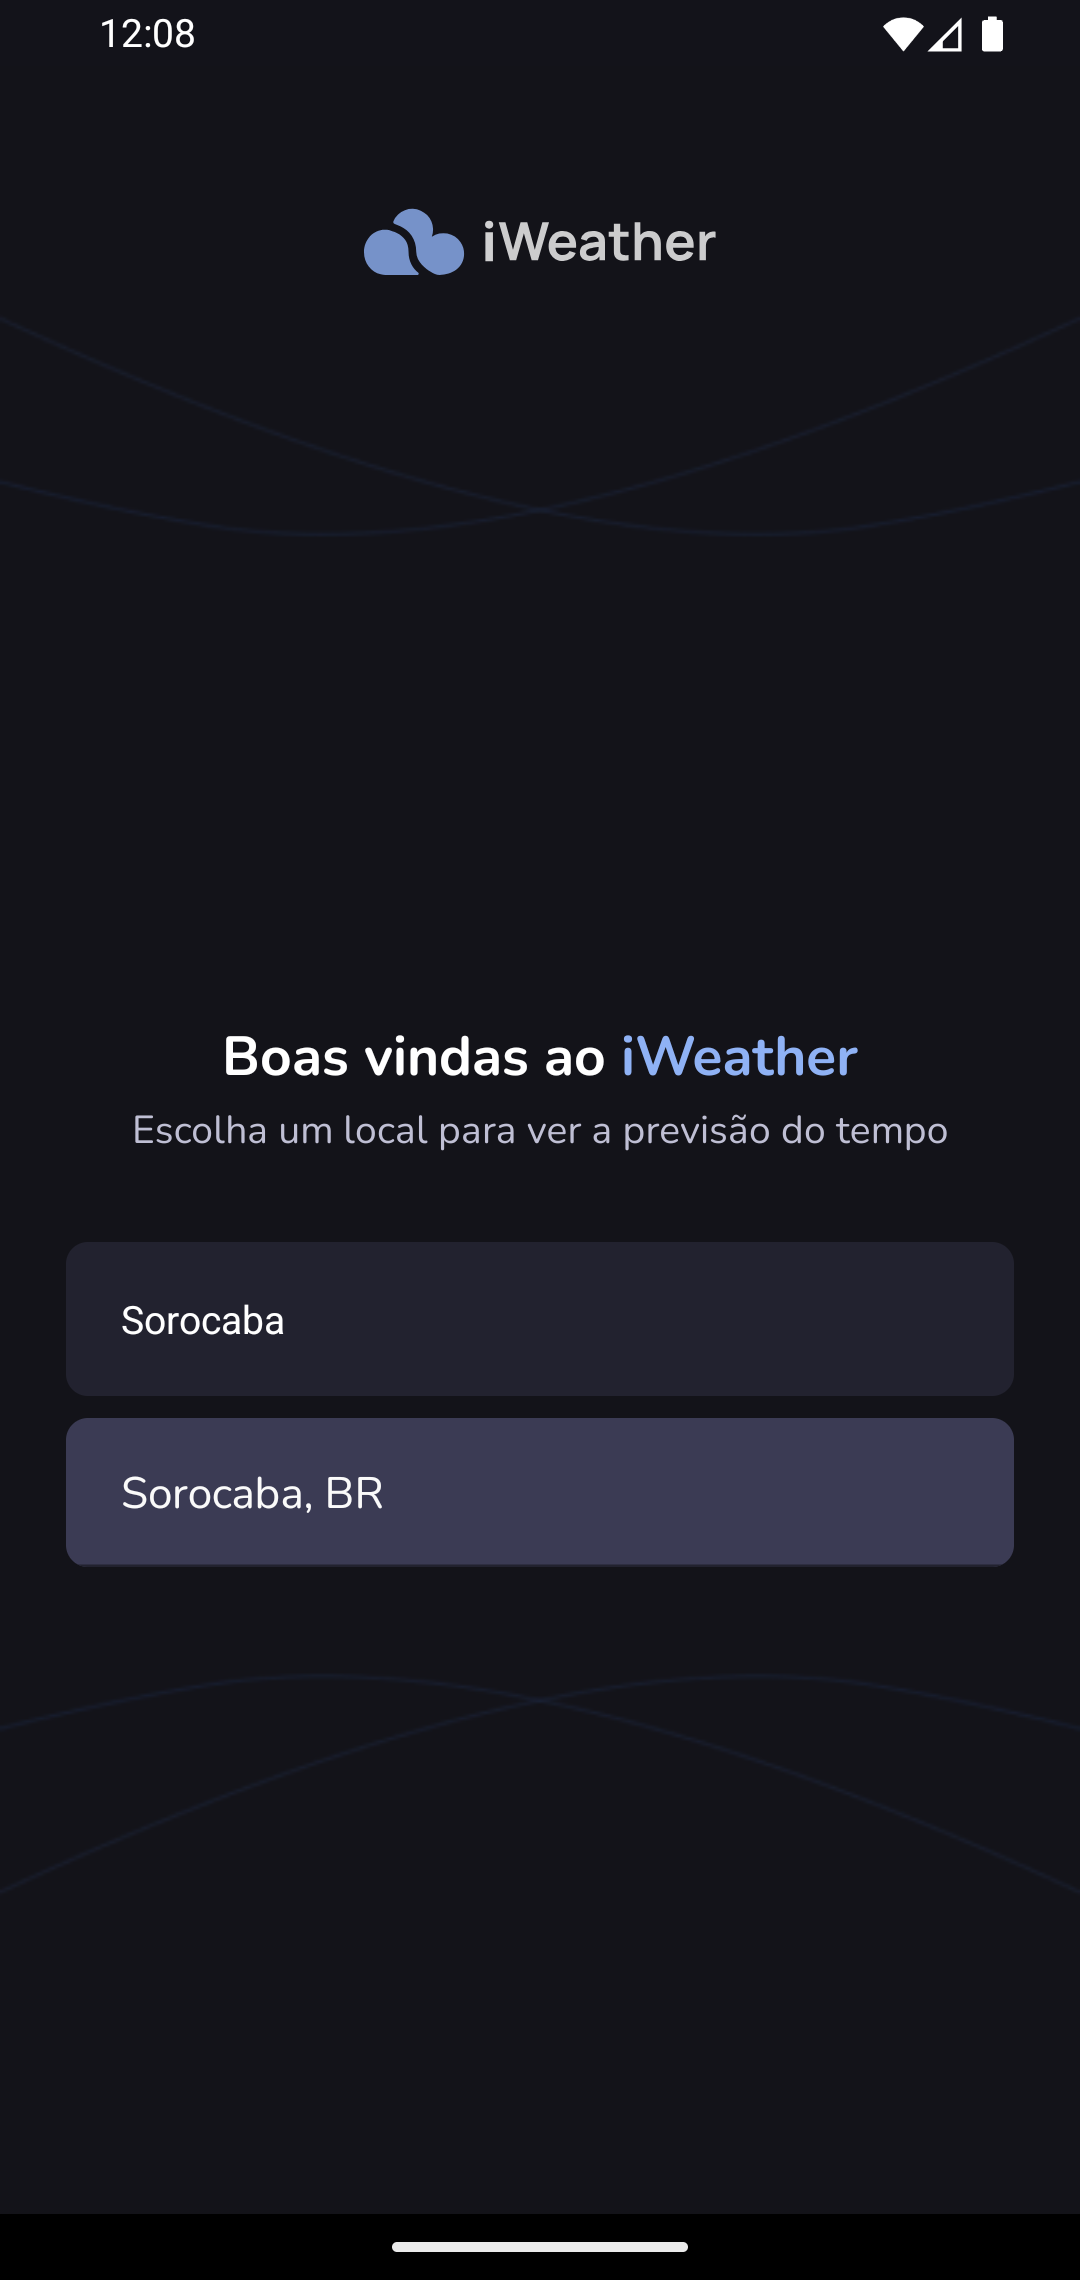 12:08
iWeather
Boas vindas ao iWeather
Escolha um local para ver a previsão do tempo
Sorocaba
Sorocaba, BR